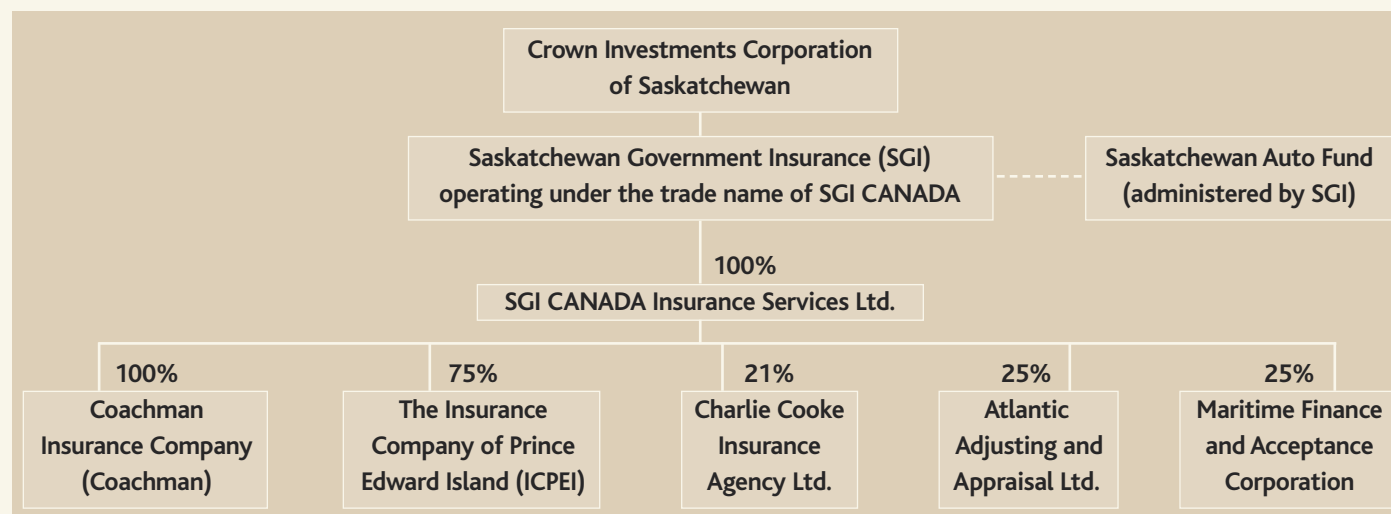 Crown Investments Corporation
of Saskatchewan
Saskatchewan Government Insurance (SGI)
operating under the trade name of SGI CANADA
Saskatchewan Auto Fund
(administered by SGI)
100%
SGI CANADA Insurance Services Ltd.
100%
Coachman
Insurance Company
(Coachman)
75%
The Insurance
Company of Prince
Edward Island (ICPEI)
21%
Charlie Cooke
Insurance
Agency Ltd.
25%
Atlantic
Adjusting and
Appraisal Ltd.
25%
Maritime Finance
and Acceptance
Corporation